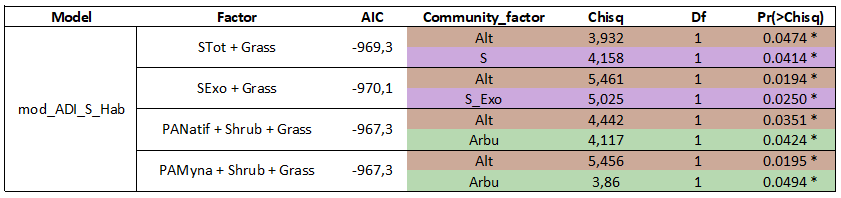 Model Factor AIC Community_factor Chisq Df Pr(>Chisq)
mod_ADI_S_Hab
STot + Grass -969,3 Alt 3,932 1 0.0474 *
S 4,158 1 0.0414 *
SExo + Grass -970,1 Alt 5,461 1 0.0194 *
S_Exo 5,025 1 0.0250 *
PANatif + Shrub + Grass -967,3 Alt 4,442 1 0.0351 *
Arbu 4,117 1 0.0424 *
PAMyna + Shrub + Grass -967,3 Alt 5,456 1 0.0195 *
Arbu 3,86 1 0.0494 *